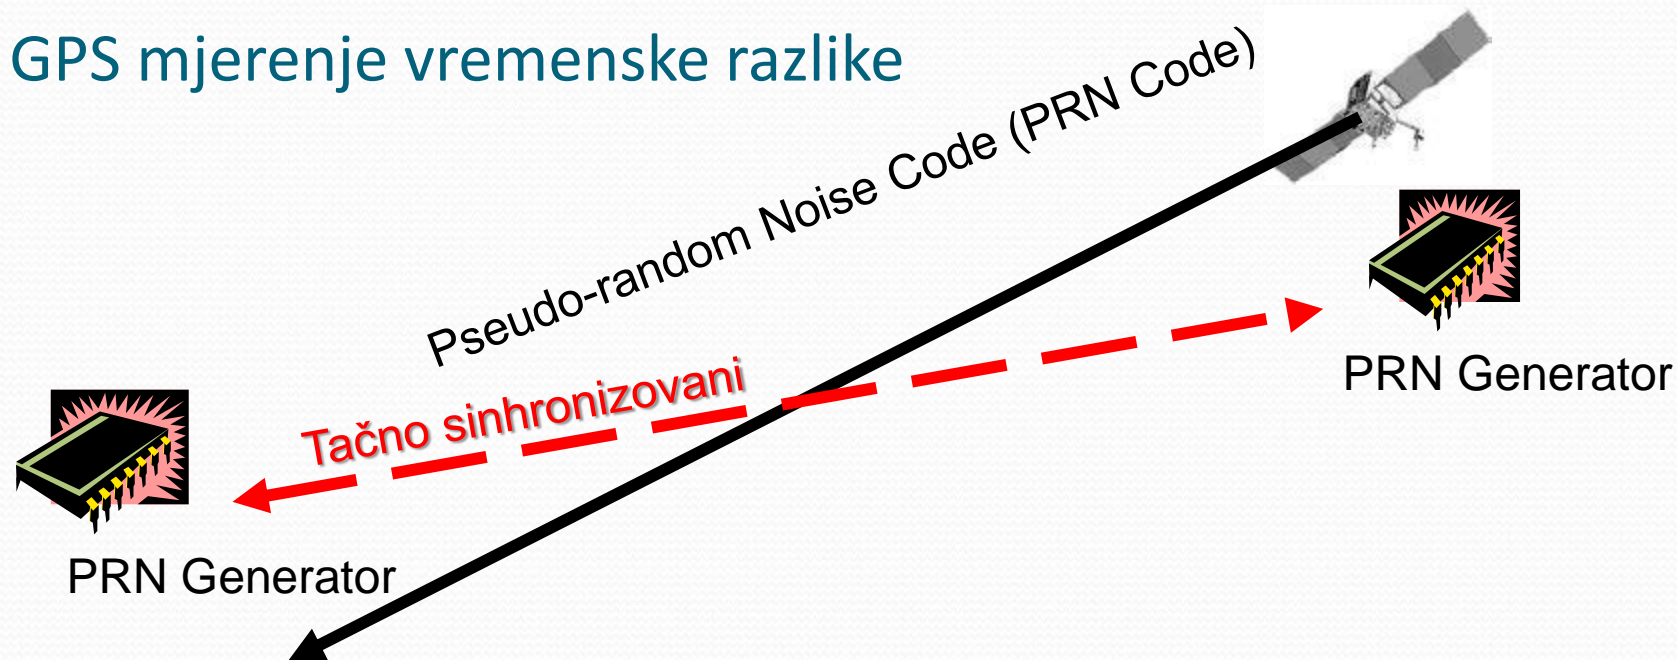 GPS mjerenje vremenske razlike
Pseudo-random Noise Code (PRN Code)
PRN Generator
Tačno sinhronizovani
PRN Generator